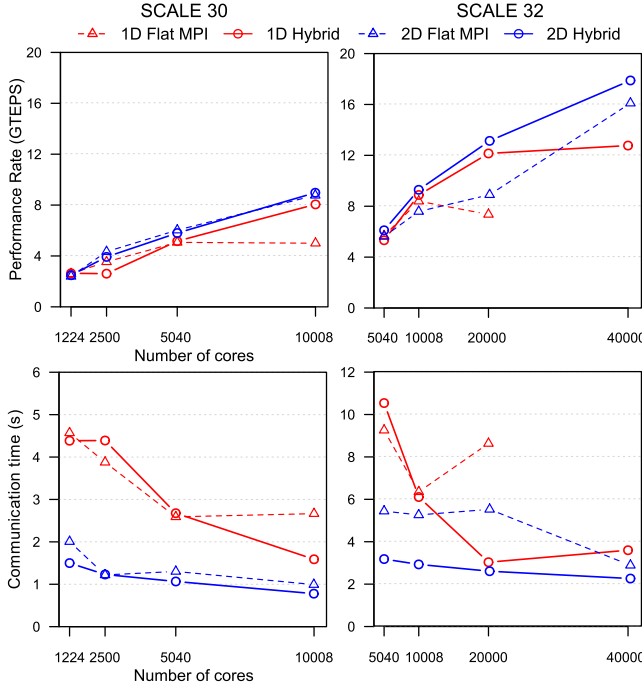 SCALE 30 SCALE 32
1D Flat MPI 1D Hybrid 2D Flat MPI 2D Hybrid
Performance Rate (GTEPS)
20
16
12
8
4
0
1224 2500 5040 10008
Number of cores
20
16
12
8
4
0
5040 10008 20000 40000
Communication time (s)
6
5
4
3
2
1
0
1224 2500 5040 10008
Number of cores
12
10
8
6
4
2
0
5040 10008 20000 40000